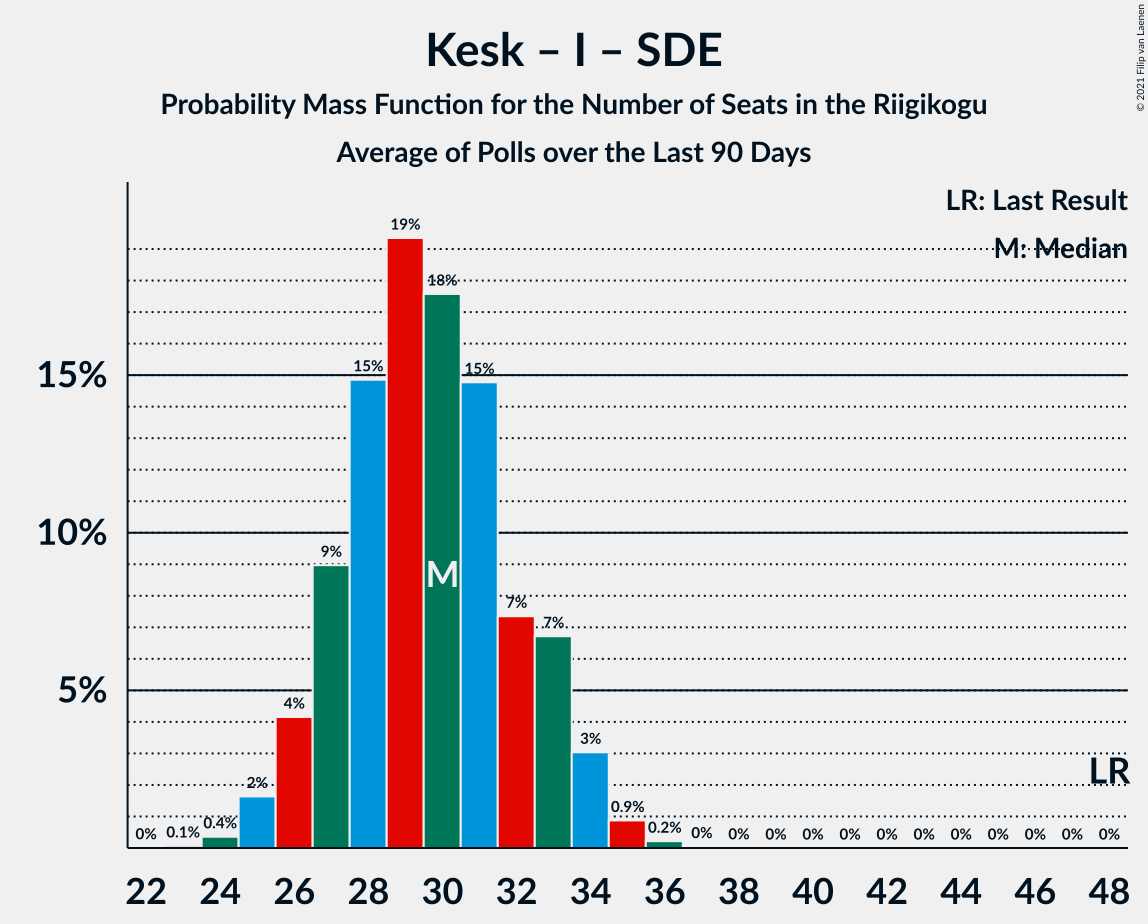 © 2021 Filip van Laenen
Kesk – I – SDE
Probability Mass Function for the Number of Seats in the Riigikogu
Average of Polls over the Last 90 Days
LR: Last Result
M: Median
19%
18%
15%
15%
15%
10%
9%
M
7%
7%
5%
4%
3%
LR
2%
0.9%
0.4%
0.2%
0% 0.1% 0% 0% 0% 0% 0% 0% 0% 0% 0% 0% 0% 0%
22 24 26 28 30 32 34 36 38 40 42 44 46 48